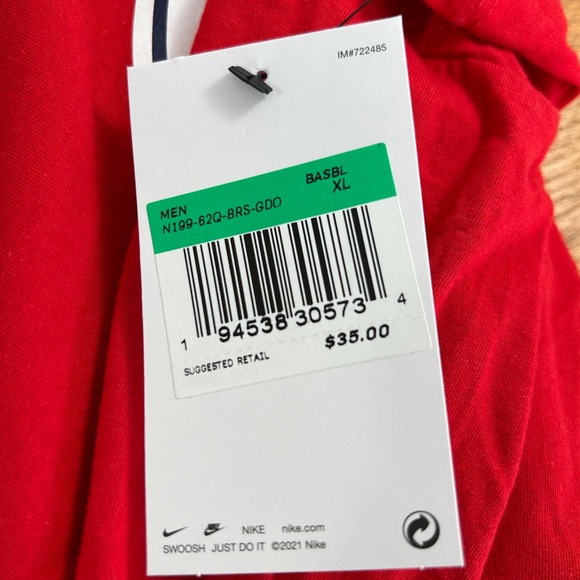 IM#722485
MEN BASBL
N199-62Q-BRS-GDO XL
1 94538 30573 4
SUGGESTED RETAIL $35.00
NIKE nike.com
SWOOSH JUST DO IT ©2021 Nike